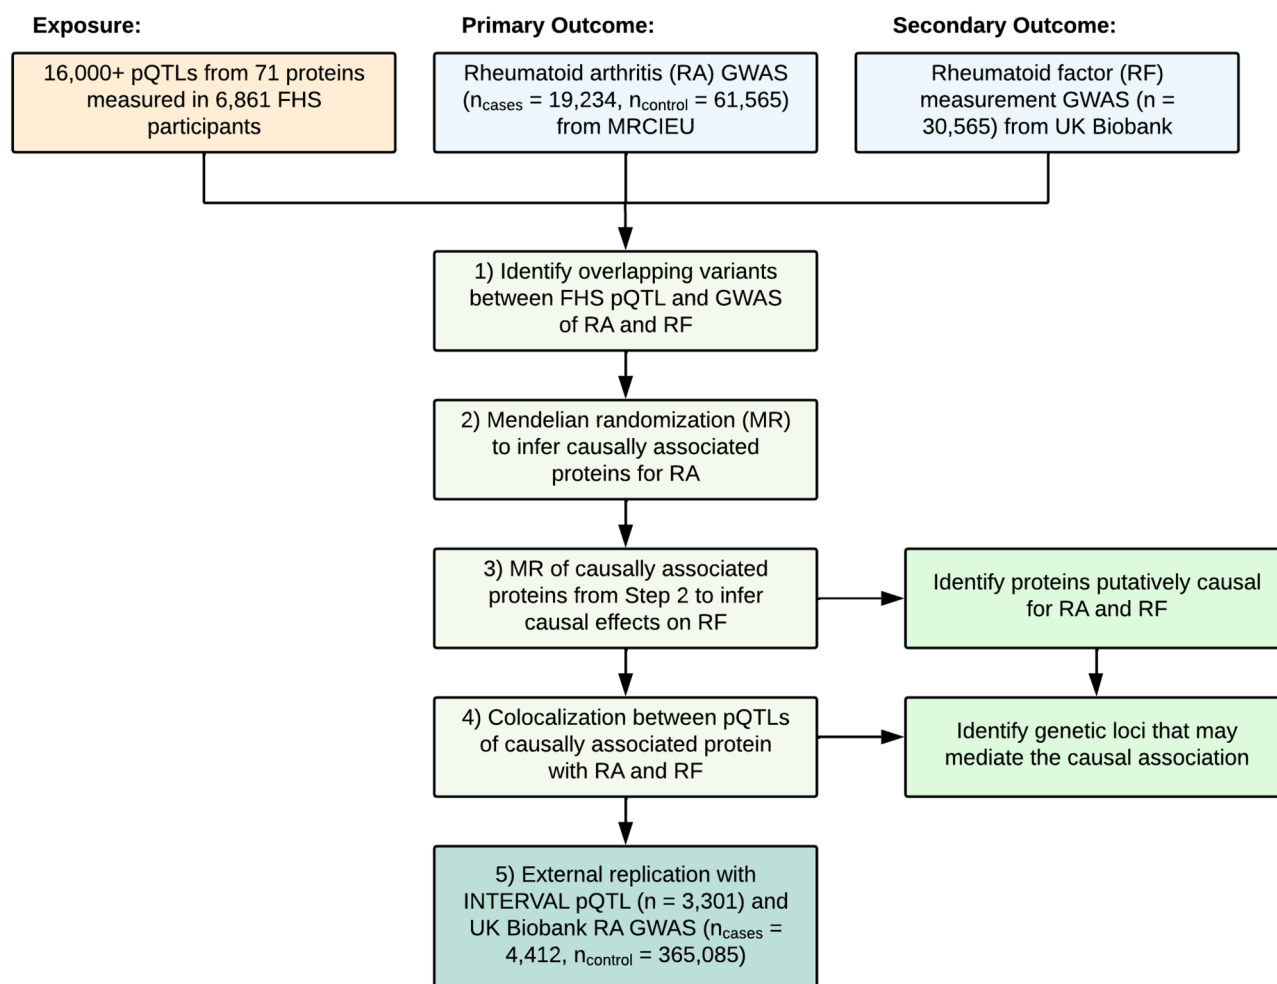 Exposure:
Primary Outcome:
Secondary Outcome:
16,000+ pQTLs from 71 proteins
measured in 6,861 FHS
participants
Rheumatoid arthritis (RA) GWAS
(ncases = 19,234, ncontrol = 61,565)
from MRCIEU
Rheumatoid factor (RF)
measurement GWAS (n =
30,565) from UK Biobank
1) Identify overlapping variants
between FHS pQTL and GWAS
of RA and RF
2) Mendelian randomization (MR)
to infer causally associated
proteins for RA
3) MR of causally associated
proteins from Step 2 to infer
causal effects on RF
Identify proteins putatively causal
for RA and RF
4) Colocalization between pQTLs
of causally associated protein
with RA and RF
Identify genetic loci that may
mediate the causal association
5) External replication with
INTERVAL pQTL (n = 3,301) and
UK Biobank RA GWAS (ncases =
4,412, ncontrol = 365,085)